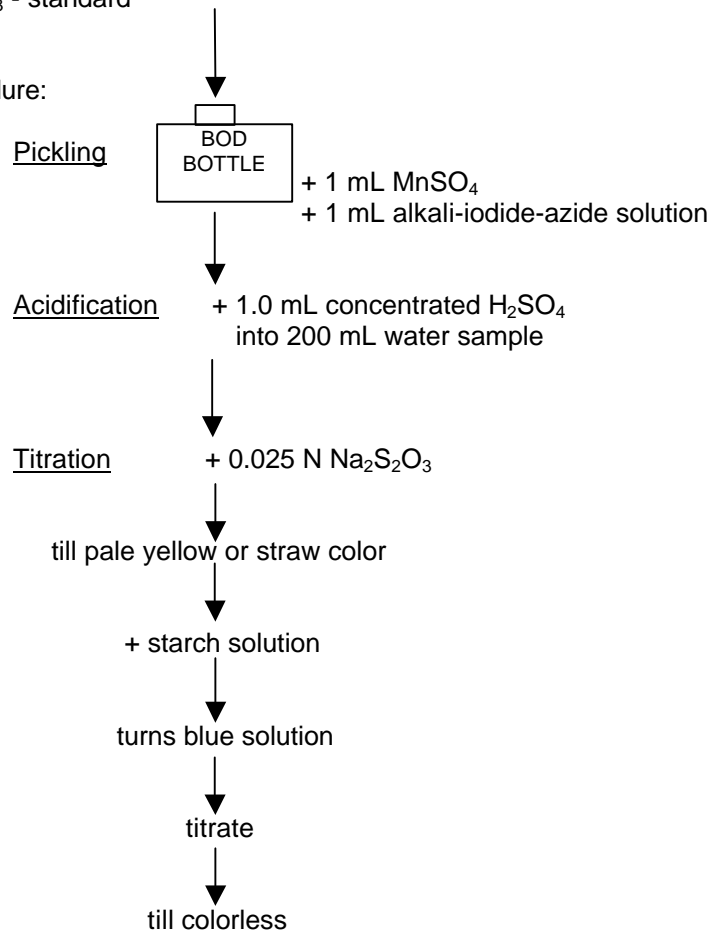 ₃ - standard
dure:
Pickling
BOD
BOTTLE
+ 1 mL MnSO₄
+ 1 mL alkali-iodide-azide solution
Acidification + 1.0 mL concentrated H₂SO₄
into 200 mL water sample
Titration + 0.025 N Na₂S₂O₃
till pale yellow or straw color
+ starch solution
turns blue solution
titrate
till colorless